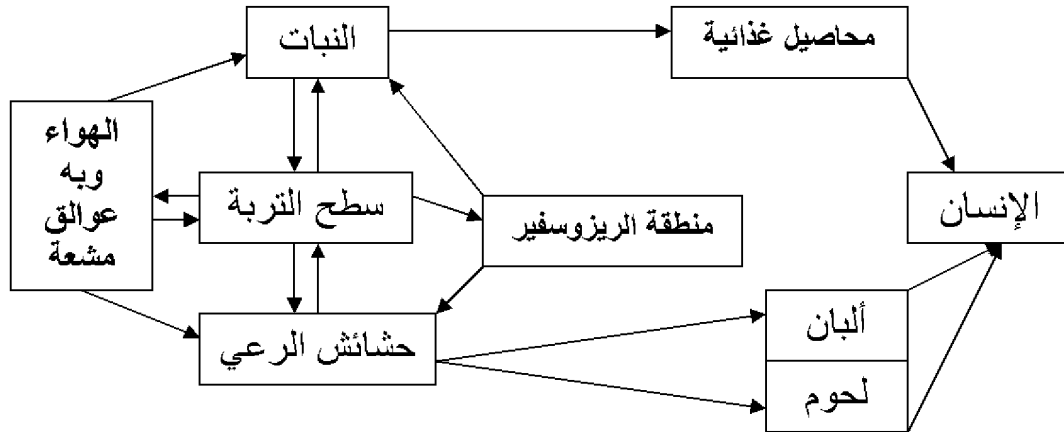 النبات
محاصيل غذائية
الهواء
وبه
عوالق
مشعة
سطح التربة
منطقة الريزوسفير
الإنسان
حشائش الرعي
ألبان
لحوم